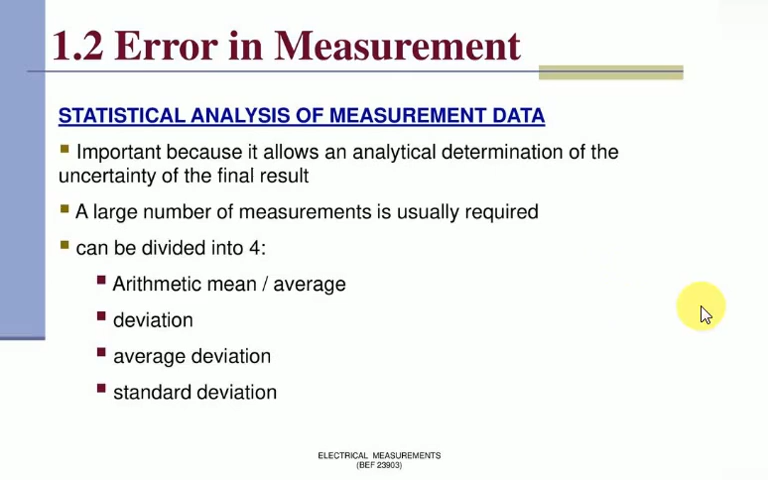 1.2 Error in Measurement
STATISTICAL ANALYSIS OF MEASUREMENT DATA
Important because it allows an analytical determination of the
uncertainty of the final result
A large number of measurements is usually required
can be divided into 4:
Arithmetic mean / average
deviation
average deviation
standard deviation
ELECTRICAL MEASUREMENTS
(BEF 23903)